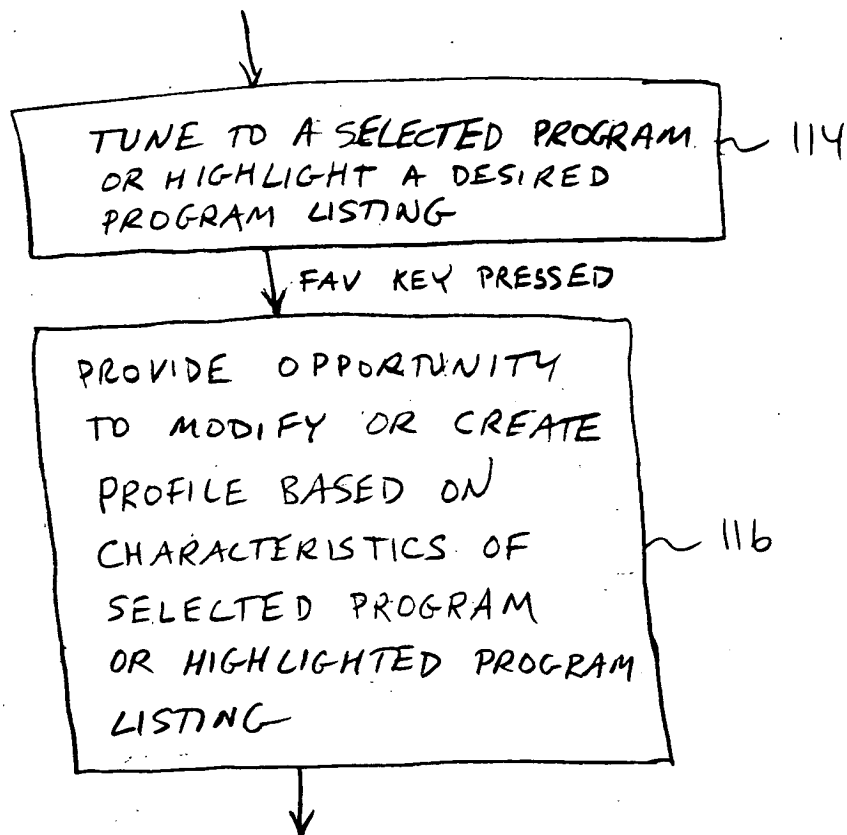 TUNE TO A SELECTED PROGRAM
OR HIGHLIGHT A DESIRED
PROGRAM LISTING
114
FAV KEY PRESSED
PROVIDE OPPORTUNITY
TO MODIFY OR CREATE
PROFILE BASED ON
CHARACTERISTICS OF
SELECTED PROGRAM
OR HIGHLIGHTED PROGRAM
LISTING
116